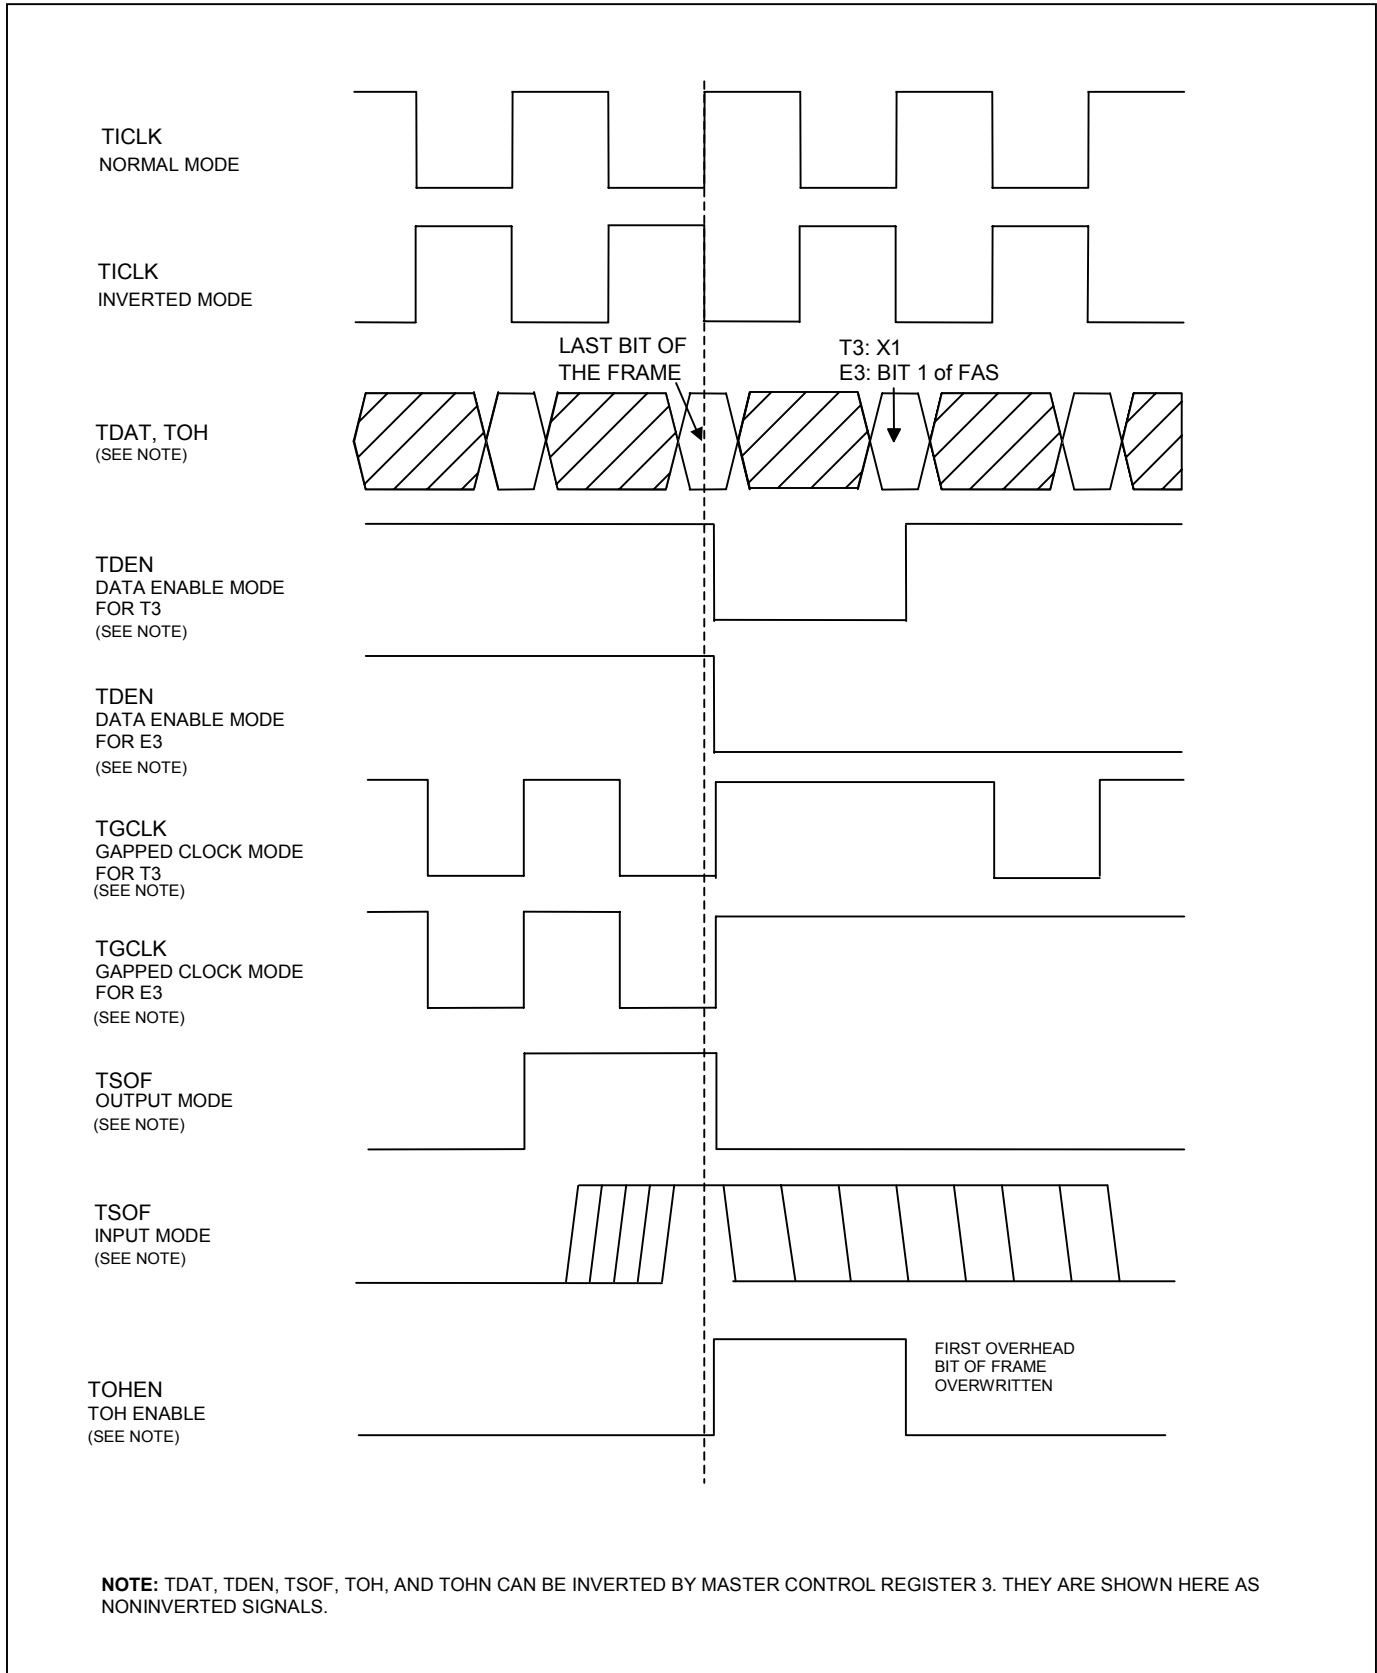 TICLK
NORMAL MODE
TICLK
INVERTED MODE
LAST BIT OF
THE FRAME
T3: X1
E3: BIT 1 of FAS
TDAT, TOH
(SEE NOTE)
TDEN
DATA ENABLE MODE
FOR T3
(SEE NOTE)
TDEN
DATA ENABLE MODE
FOR E3
(SEE NOTE)
TGCLK
GAPPED CLOCK MODE
FOR T3
(SEE NOTE)
TGCLK
GAPPED CLOCK MODE
FOR E3
(SEE NOTE)
TSOF
OUTPUT MODE
(SEE NOTE)
TSOF
INPUT MODE
(SEE NOTE)
FIRST OVERHEAD
BIT OF FRAME
OVERWRITTEN
TOHEN
TOH ENABLE
(SEE NOTE)
NOTE: TDAT, TDEN, TSOF, TOH, AND TOHN CAN BE INVERTED BY MASTER CONTROL REGISTER 3. THEY ARE SHOWN HERE AS
NONINVERTED SIGNALS.